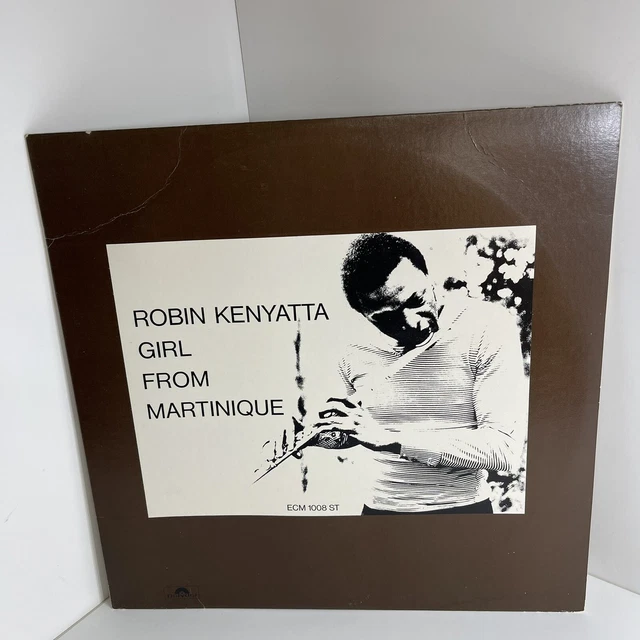 ROBIN KENYATTA
GIRL
FROM
MARTINIQUE
ECM 1008 ST